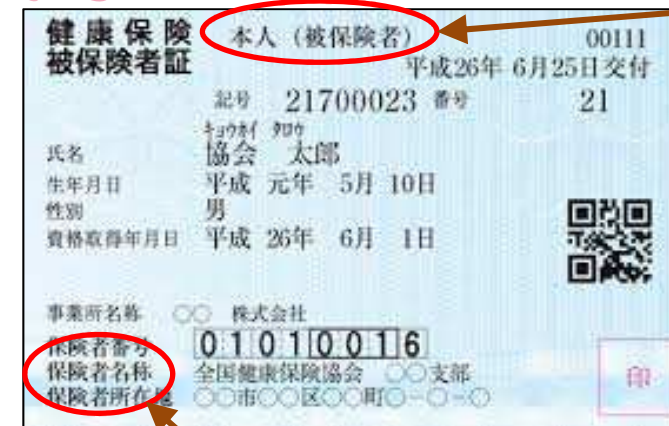 健康保険 本人（被保険者） 00111
被保険者証 平成26年 6月25日交付
記号 21700023 番号 21
ｷｮｳｶｲ ﾀﾛｳ
氏名 協会 太郎
生年月日 平成 元年 5月 10日
性別 男
資格取得年月日 平成 26年 6月 1日
事業所名称 ○○ 株式会社
保険者番号 01010016
保険者名称 全国健康保険協会 ○○支部
保険者所在地 ○○市○○区○○町○-○-○
印